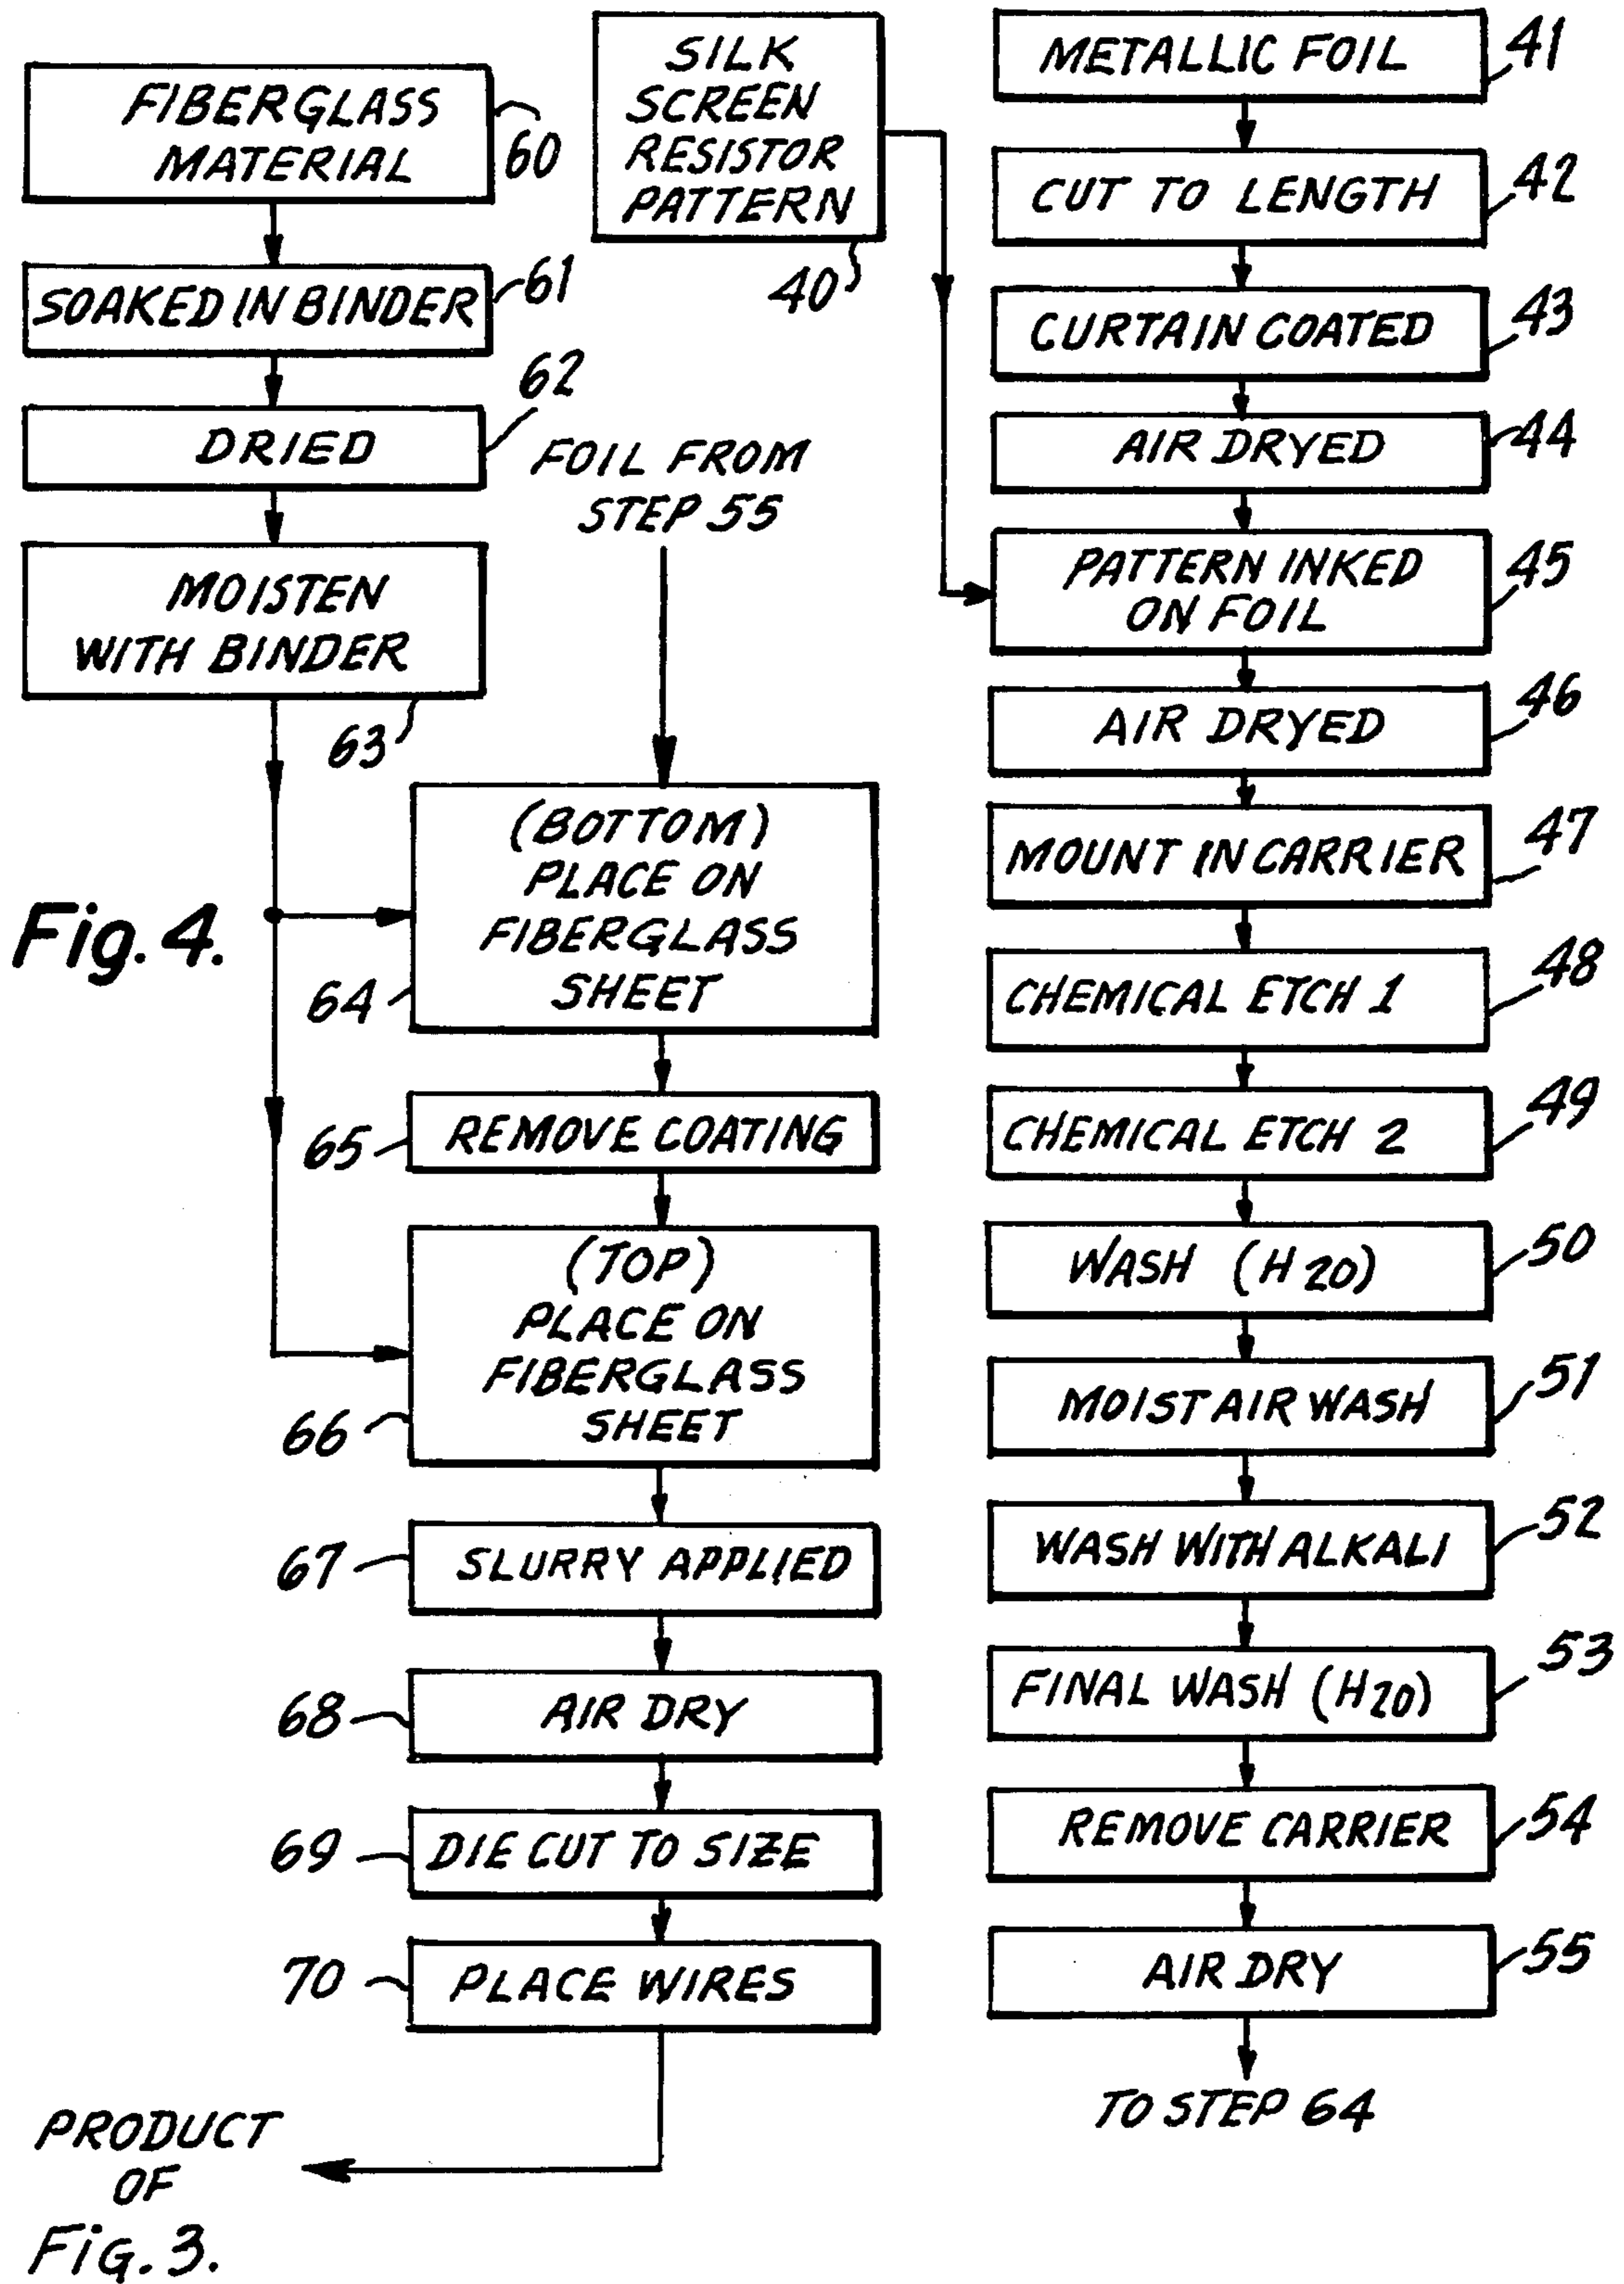 FIBERGLASS
MATERIAL
60
SOAKED IN BINDER
61
DRIED
62
MOISTEN
WITH BINDER
63
SILK
SCREEN
RESISTOR
PATTERN
40
FOIL FROM
STEP 55
(BOTTOM)
PLACE ON
FIBERGLASS
SHEET
64
REMOVE COATING
65
(TOP)
PLACE ON
FIBERGLASS
SHEET
66
SLURRY APPLIED
67
AIR DRY
68
DIE CUT TO SIZE
69
PLACE WIRES
70
PRODUCT
OF
FIG. 3.
Fig. 4.
METALLIC FOIL
41
CUT TO LENGTH
42
CURTAIN COATED
43
AIR DRYED
44
PATTERN INKED
ON FOIL
45
AIR DRYED
46
MOUNT IN CARRIER
47
CHEMICAL ETCH 1
48
CHEMICAL ETCH 2
49
WASH (H20)
50
MOIST AIR WASH
51
WASH WITH ALKALI
52
FINAL WASH (H20)
53
REMOVE CARRIER
54
AIR DRY
55
TO STEP 64